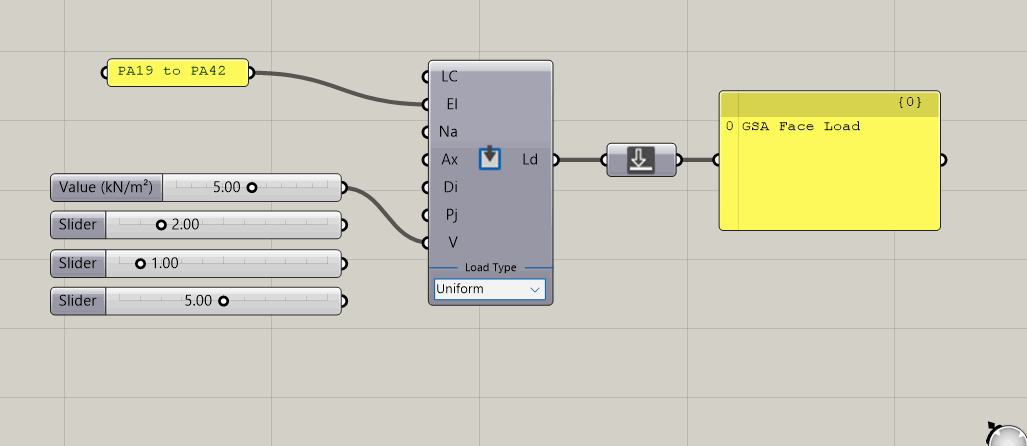 PA19 to PA42
LC
El
Na
Ax
Di
Pj
V
Ld
Load Type
Uniform
Value (kN/m²) 5.00
Slider 2.00
Slider 1.00
Slider 5.00
{0}
0 GSA Face Load